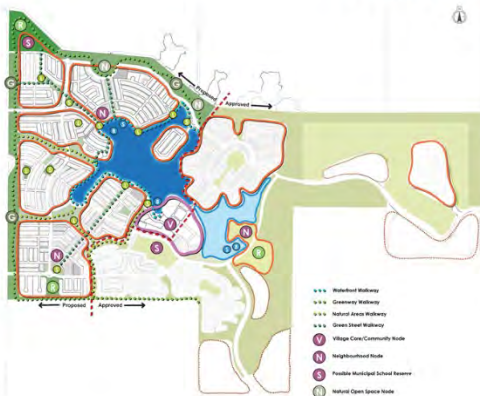 N
R
S
N
G
G
N
Proposed
Approved
N
G
V
N
S
R
N
R
Proposed
Approved
Waterfront Walkway
Greenway Walkway
Natural Areas Walkway
Green Street Walkway
V Village Core/Community Node
N Neighbourhood Node
S Possible Municipal School Reserve
N Natural Open Space Node